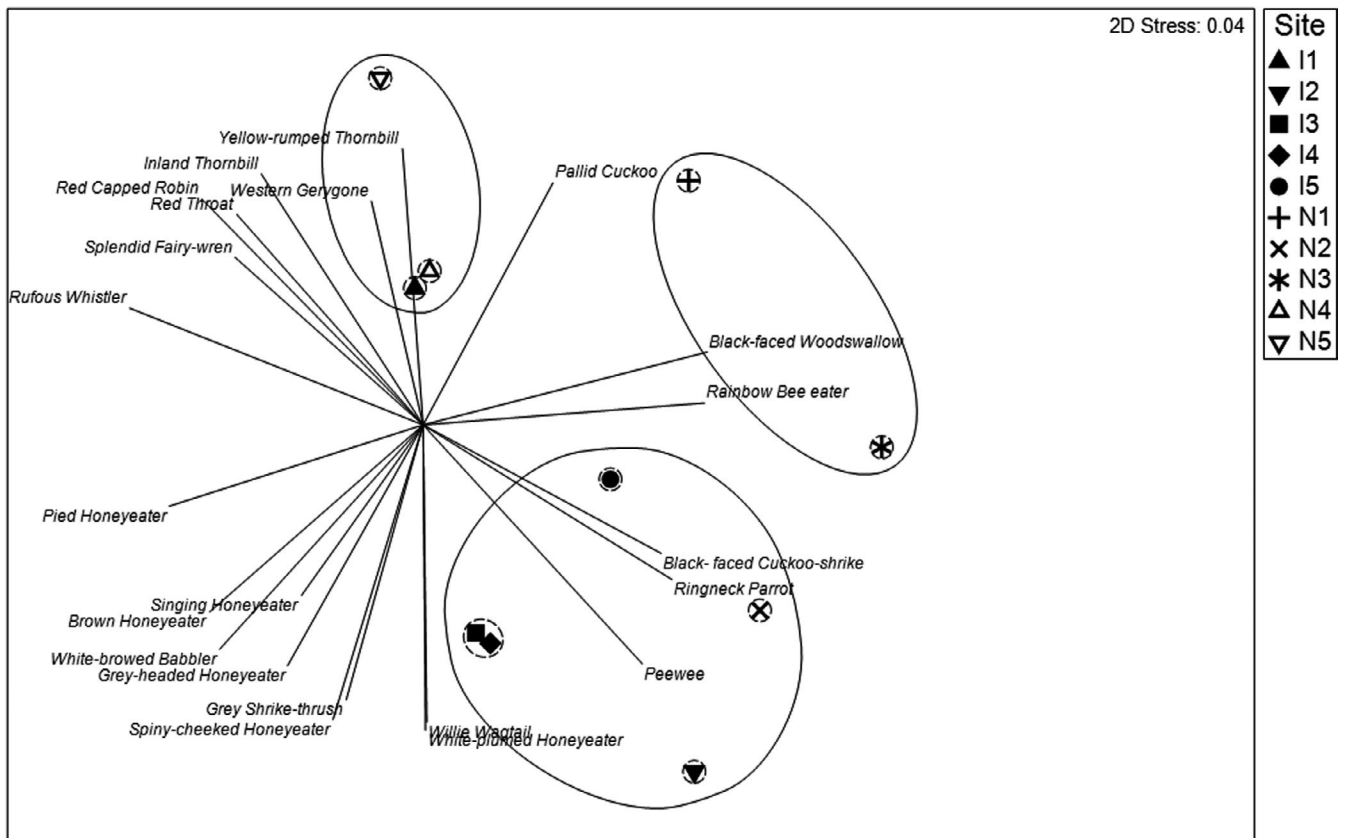 2D Stress: 0.04
Site
I1
I2
I3
I4
I5
N1
N2
N3
N4
N5
Yellow-rumped Thornbill
Inland Thornbill
Pallid Cuckoo
Red Capped Robin
Western Gerygone
Red Throat
Splendid Fairy-wren
Rufous Whistler
Black-faced Woodswallow
Rainbow Bee eater
Pied Honeyeater
Black- faced Cuckoo-shrike
Ringneck Parrot
Singing Honeyeater
Brown Honeyeater
White-browed Babbler
Grey-headed Honeyeater
Peewee
Grey Shrike-thrush
Spiny-cheeked Honeyeater
Willie Wagtail
White-plumed Honeyeater